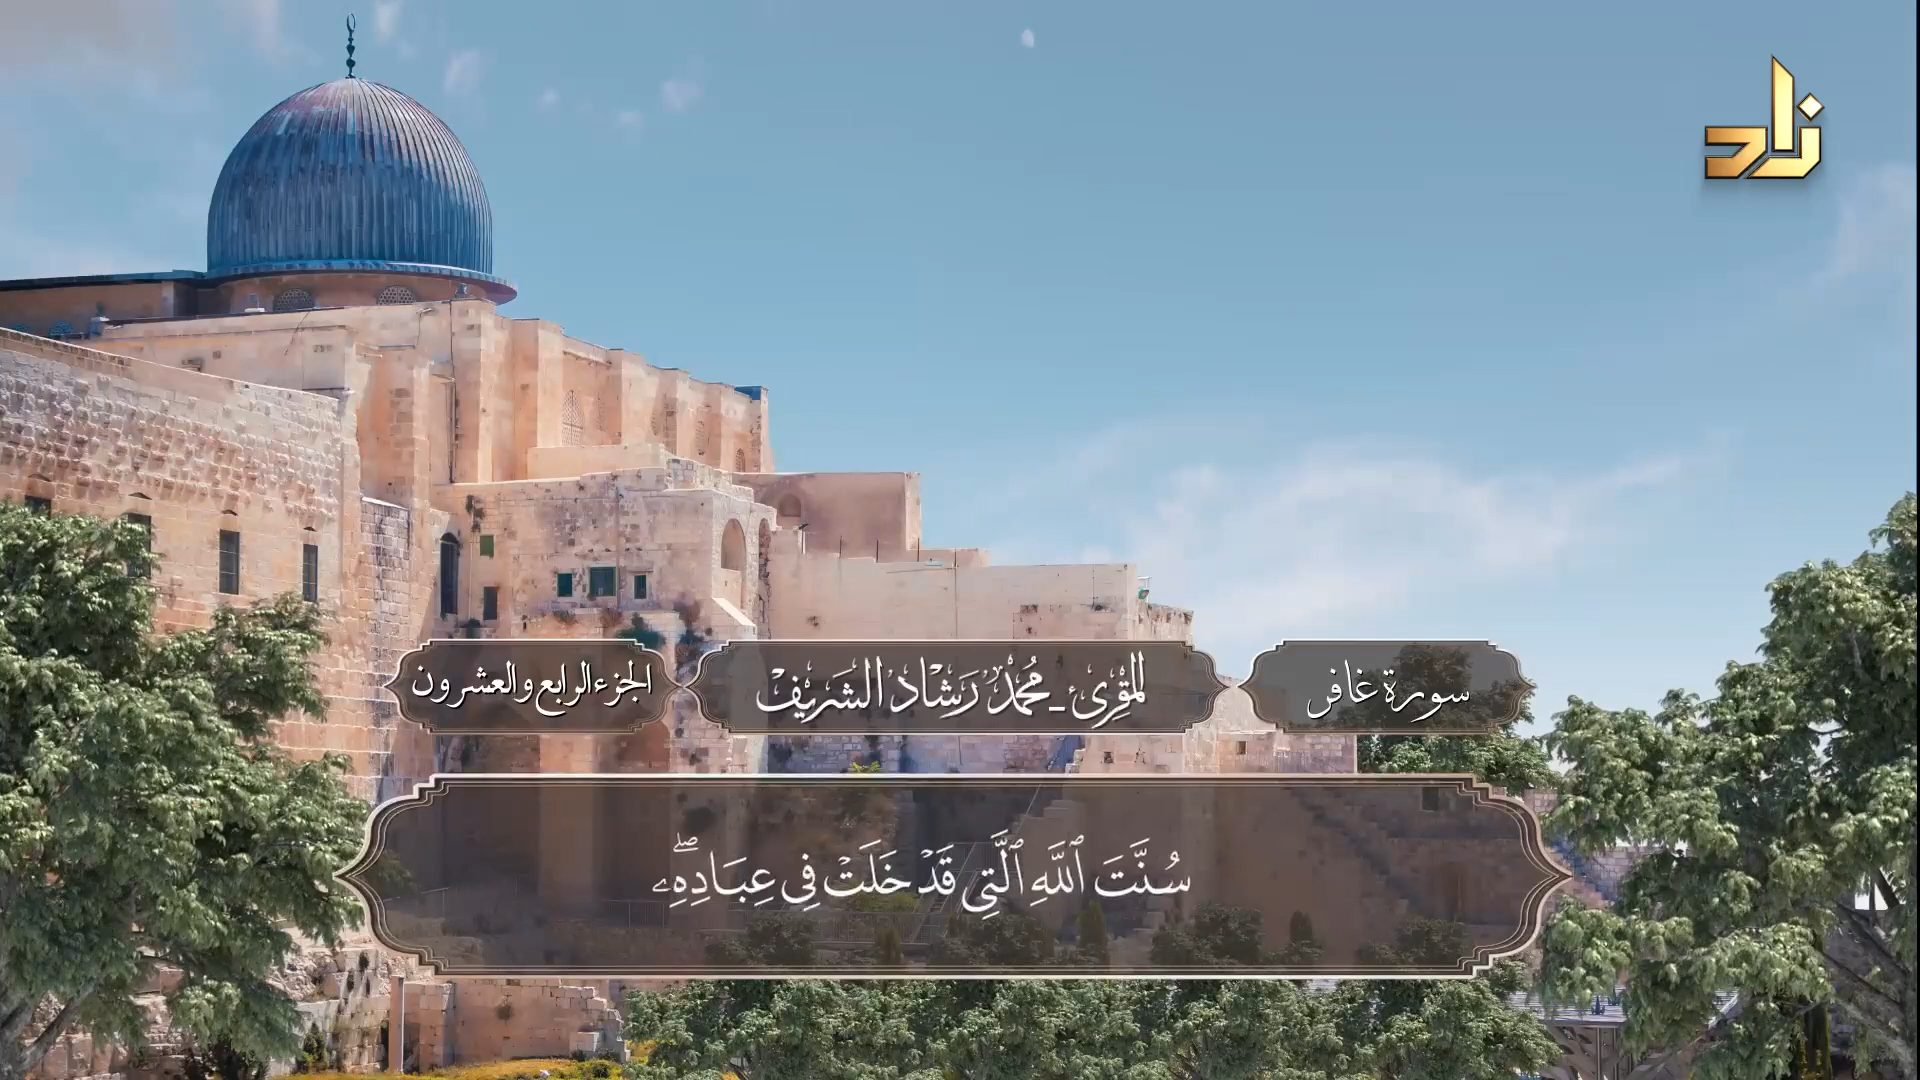 زاد
سورة غافر
المقرئ - محمد رشاد الشريف
الجزء الرابع والعشرون
سُنَّتَ ٱللَّهِ ٱلَّتِي قَدْ خَلَتْ فِي عِبَادِهِۦۖ